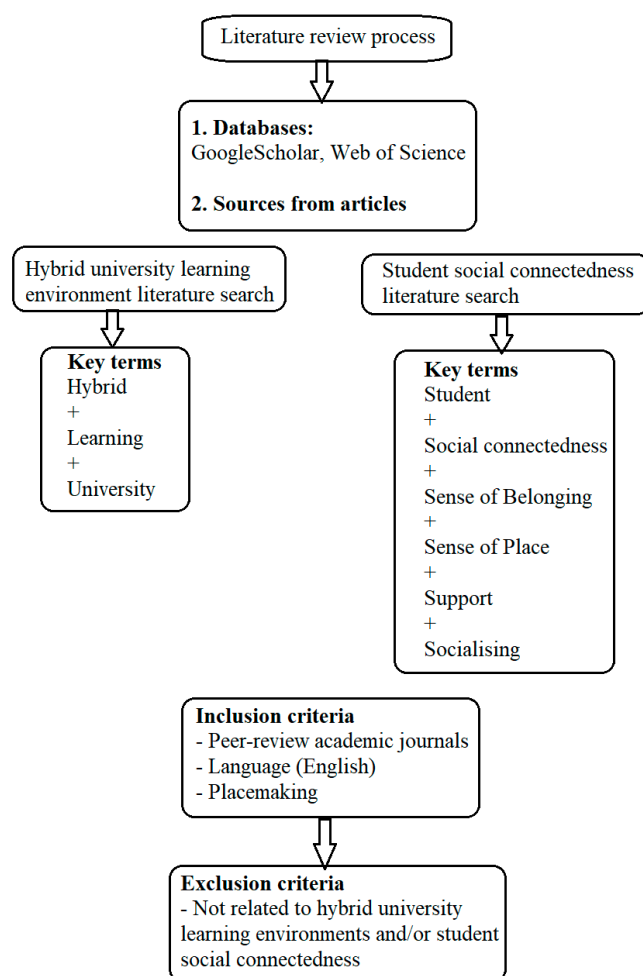 Literature review process
1. Databases:
GoogleScholar, Web of Science
2. Sources from articles
Hybrid university learning
environment literature search
Key terms
Hybrid
+
Learning
+
University
Student social connectedness
literature search
Key terms
Student
+
Social connectedness
+
Sense of Belonging
+
Sense of Place
+
Support
+
Socialising
Inclusion criteria
- Peer-review academic journals
- Language (English)
- Placemaking
Exclusion criteria
- Not related to hybrid university
learning environments and/or student
social connectedness